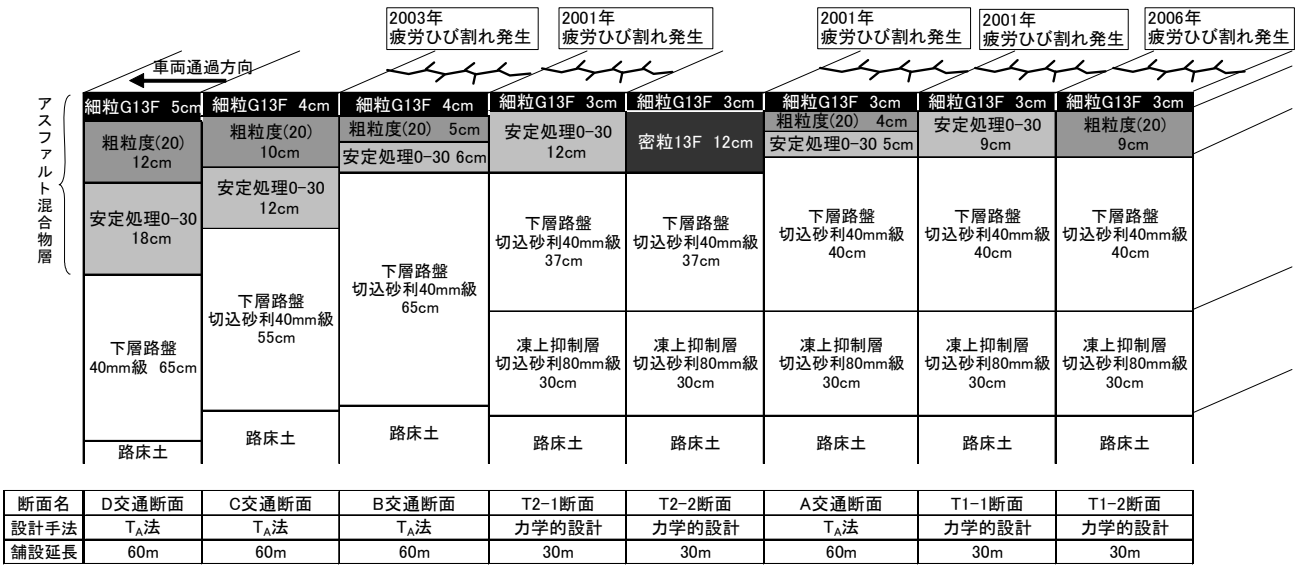 2003年
疲労ひび割れ発生
2001年
疲労ひび割れ発生
2001年
疲労ひび割れ発生
2001年
疲労ひび割れ発生
2006年
疲労ひび割れ発生
車両通過方向
アスファルト混合物層
細粒G13F 5cm
粗粒度(20)
12cm
安定処理0-30
18cm
下層路盤
40mm級 65cm
路床土
細粒G13F 4cm
粗粒度(20)
10cm
安定処理0-30
12cm
下層路盤
切込砂利40mm級
55cm
路床土
細粒G13F 4cm
粗粒度(20) 5cm
安定処理0-30 6cm
下層路盤
切込砂利40mm級
65cm
路床土
細粒G13F 3cm
安定処理0-30
12cm
下層路盤
切込砂利40mm級
37cm
凍上抑制層
切込砂利80mm級
30cm
路床土
細粒G13F 3cm
密粒13F 12cm
下層路盤
切込砂利40mm級
37cm
凍上抑制層
切込砂利80mm級
30cm
路床土
細粒G13F 3cm
粗粒度(20) 4cm
安定処理0-30 5cm
下層路盤
切込砂利40mm級
40cm
凍上抑制層
切込砂利80mm級
30cm
路床土
細粒G13F 3cm
安定処理0-30
9cm
下層路盤
切込砂利40mm級
40cm
凍上抑制層
切込砂利80mm級
30cm
路床土
細粒G13F 3cm
粗粒度(20)
9cm
下層路盤
切込砂利40mm級
40cm
凍上抑制層
切込砂利80mm級
30cm
路床土
断面名 D交通断面 C交通断面 B交通断面 T2-1断面 T2-2断面 A交通断面 T1-1断面 T1-2断面
設計手法 TA法 TA法 TA法 力学的設計 力学的設計 TA法 力学的設計 力学的設計
舗設延長 60m 60m 60m 30m 30m 60m 30m 30m